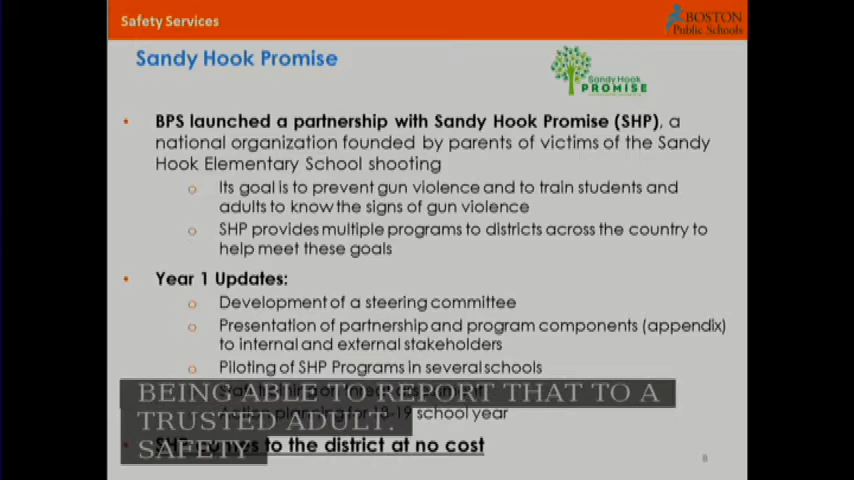 Safety Services
BOSTON
Public Schools
Sandy Hook Promise
Sandy Hook
PROMISE
• BPS launched a partnership with Sandy Hook Promise (SHP), a
national organization founded by parents of victims of the Sandy
Hook Elementary School shooting
o Its goal is to prevent gun violence and to train students and
adults to know the signs of gun violence
o SHP provides multiple programs to districts across the country to
help meet these goals
• Year 1 Updates:
o Development of a steering committee
o Presentation of partnership and program components (appendix)
to internal and external stakeholders
o Piloting of SHP Programs in several schools
BEING ABLE TO REPORT THAT TO A
TRUSTED ADULT.
planning for 18-19 school year
SAFETY
to the district at no cost
8